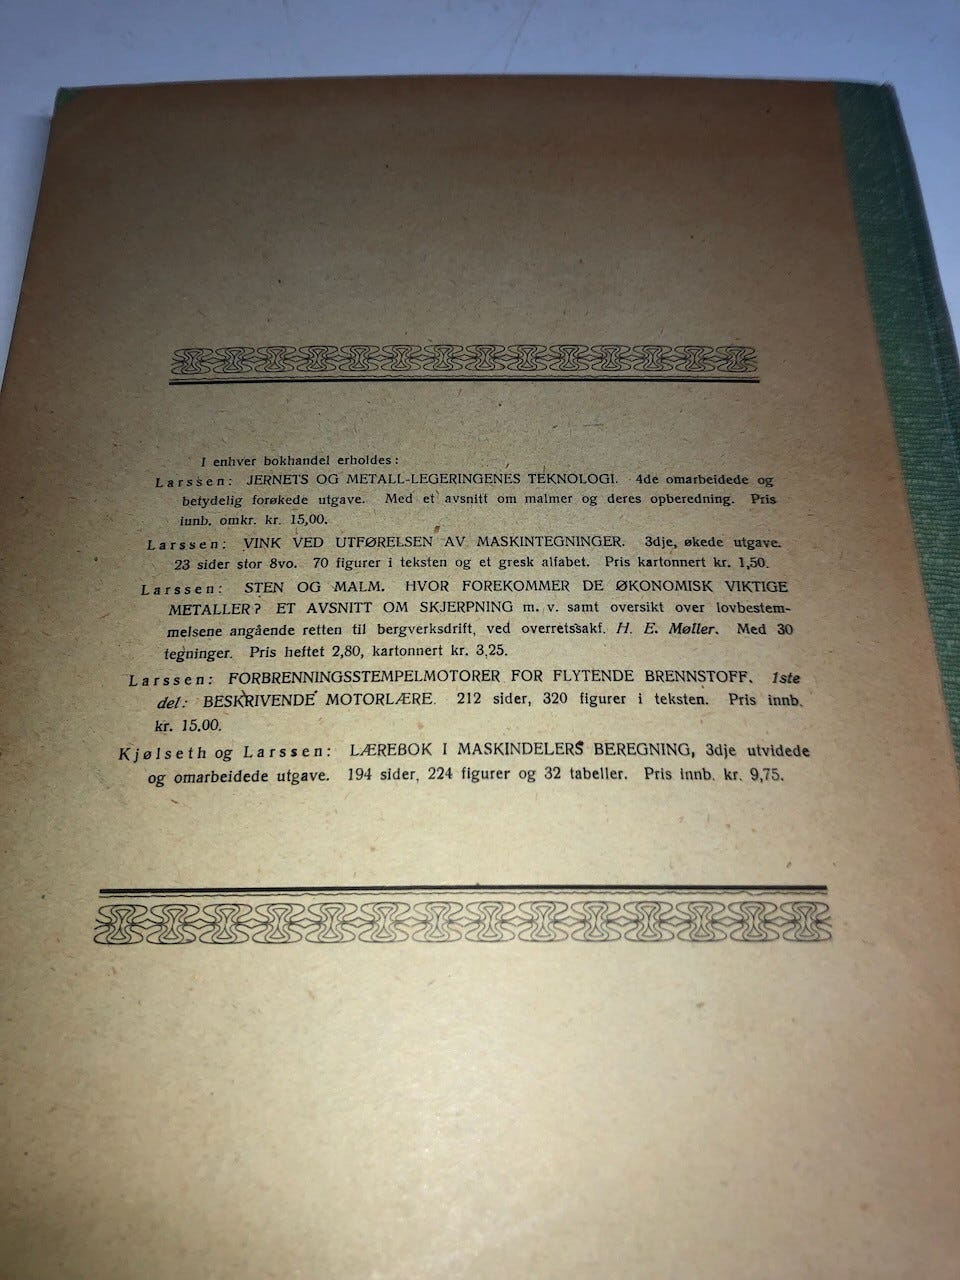 I enhver bokhandel erholdes:
Larssen: JERNETS OG METALL-LEGERINGENES TEKNOLOGI. 4de omarbeidede og
betydelig forøkede utgave. Med et avsnitt om malmer og deres opberedning. Pris
innb. omkr. kr. 15,00.
Larssen: VINK VED UTFØRELSEN AV MASKINTEGNINGER. 3dje, økede utgave.
23 sider stor 8vo. 70 figurer i teksten og et gresk alfabet. Pris kartonnert kr. 1,50.
Larssen: STEN OG MALM. HVOR FOREKOMMER DE ØKONOMISK VIKTIGE
METALLER? ET AVSNITT OM SKJERPNING m. v. samt oversikt over lovbestem-
melsene angående retten til bergverksdrift, ved overretssakf. H. E. Møller. Med 30
tegninger. Pris heftet 2,80, kartonnert kr. 3,25.
Larssen: FORBRENNINGSSTEMPELMOTORER FOR FLYTENDE BRENNSTOFF. 1ste
del: BESKRIVENDE MOTORLÆRE. 212 sider, 320 figurer i teksten. Pris innb.
kr. 15.00.
Kjølseth og Larssen: LÆREBOK I MASKINDELERS BEREGNING, 3dje utvidede
og omarbeidede utgave. 194 sider, 224 figurer og 32 tabeller. Pris innb. kr. 9,75.